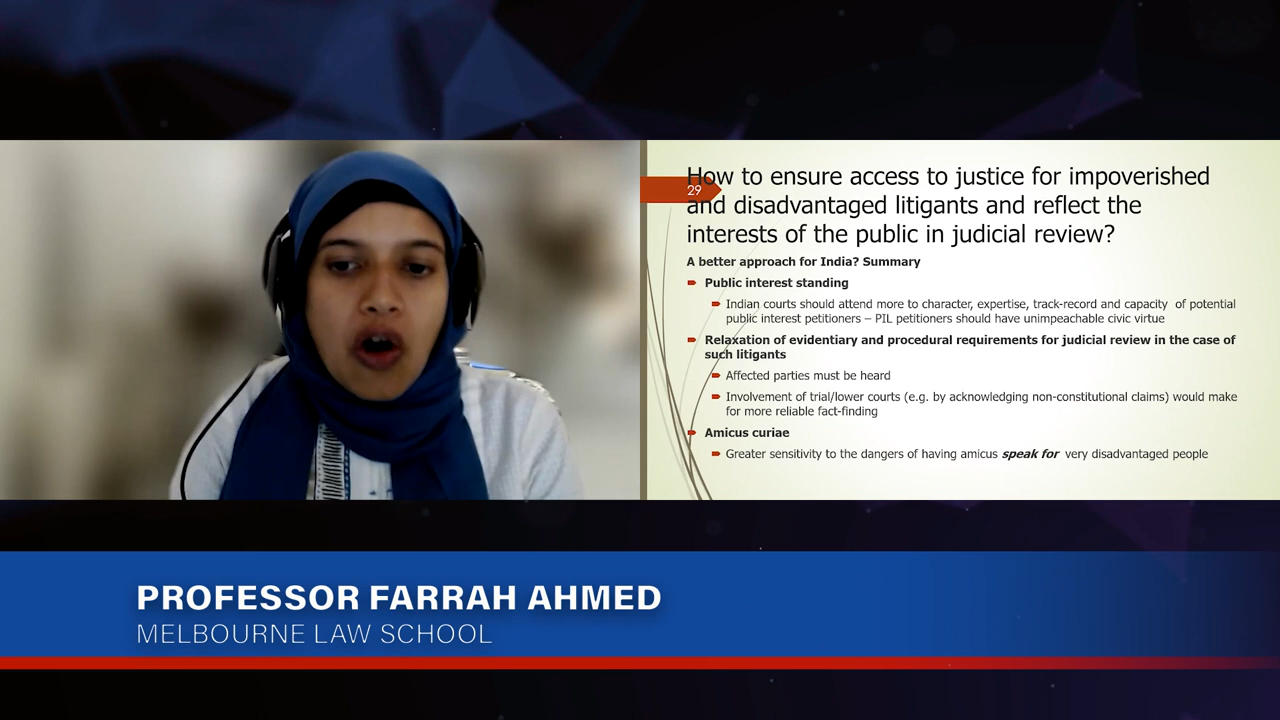 29
How to ensure access to justice for impoverished
and disadvantaged litigants and reflect the
interests of the public in judicial review?
A better approach for India? Summary
Public interest standing
Indian courts should attend more to character, expertise, track-record and capacity of potential
public interest petitioners – PIL petitioners should have unimpeachable civic virtue
Relaxation of evidentiary and procedural requirements for judicial review in the case of
such litigants
Affected parties must be heard
Involvement of trial/lower courts (e.g. by acknowledging non-constitutional claims) would make
for more reliable fact-finding
Amicus curiae
Greater sensitivity to the dangers of having amicus speak for very disadvantaged people
PROFESSOR FARRAH AHMED
MELBOURNE LAW SCHOOL